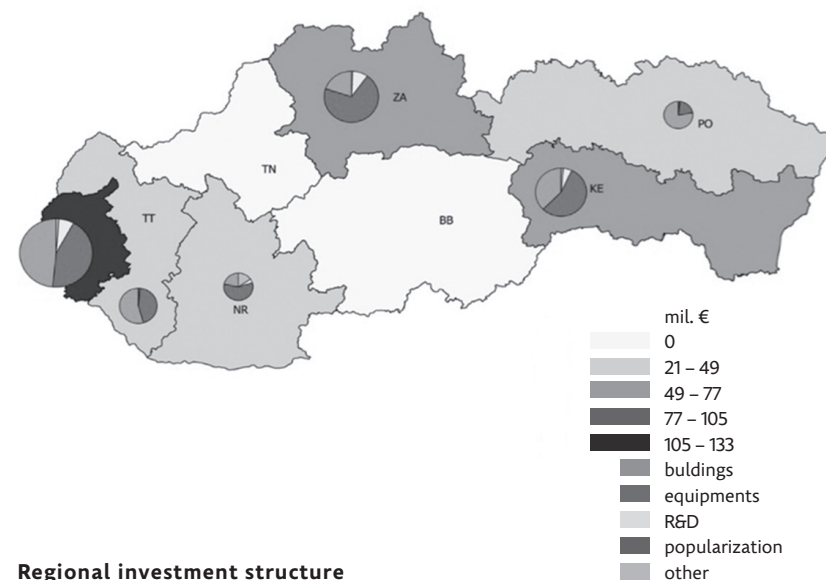 ZA
PO
TN
KE
TT
BB
NR
mil. €
0
21 – 49
49 – 77
77 – 105
105 – 133
buldings
equipments
R&D
popularization
other
Regional investment structure